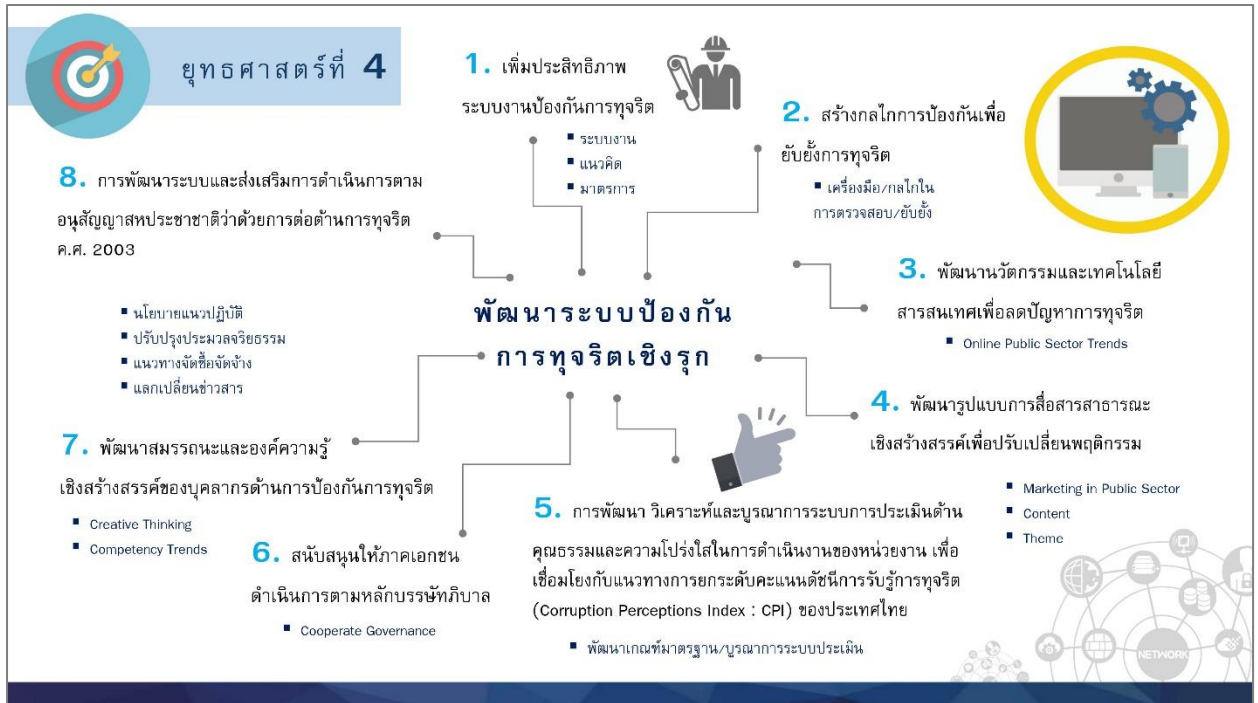 ยุทธศาสตร์ที่ 4
1. เพิ่มประสิทธิภาพ
ระบบงานป้องกันการทุจริต
▪ ระบบงาน
▪ แนวคิด
▪ มาตรการ
2. สร้างกลไกการป้องกันเพื่อ
ยับยั้งการทุจริต
▪ เครื่องมือ/กลไกใน
การตรวจสอบ/ยับยั้ง
3. พัฒนานวัตกรรมและเทคโนโลยี
สารสนเทศเพื่อลดปัญหาการทุจริต
▪ Online Public Sector Trends
4. พัฒนารูปแบบการสื่อสารสาธารณะ
เชิงสร้างสรรค์เพื่อปรับเปลี่ยนพฤติกรรม
▪ Marketing in Public Sector
▪ Content
▪ Theme
5. การพัฒนา วิเคราะห์และบูรณาการระบบการประเมินด้าน
คุณธรรมและความโปร่งใสในการดำเนินงานของหน่วยงาน เพื่อ
เชื่อมโยงกับแนวทางการยกระดับคะแนนดัชนีการรับรู้การทุจริต
(Corruption Perceptions Index : CPI) ของประเทศไทย
▪ พัฒนาเกณฑ์มาตรฐาน/บูรณาการระบบประเมิน
6. สนับสนุนให้ภาคเอกชน
ดำเนินการตามหลักบรรษัทภิบาล
▪ Cooperate Governance
7. พัฒนาสมรรถนะและองค์ความรู้
เชิงสร้างสรรค์ของบุคลากรด้านการป้องกันการทุจริต
▪ Creative Thinking
▪ Competency Trends
8. การพัฒนาระบบและส่งเสริมการดำเนินการตาม
อนุสัญญาสหประชาชาติว่าด้วยการต่อต้านการทุจริต
ค.ศ. 2003
▪ นโยบายแนวปฏิบัติ
▪ ปรับปรุงประมวลจริยธรรม
▪ แนวทางจัดซื้อจัดจ้าง
▪ แลกเปลี่ยนข่าวสาร
พัฒนาระบบป้องกัน
การทุจริตเชิงรุก
NETWORK